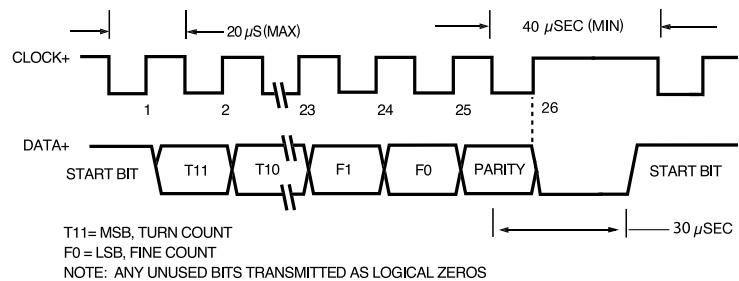 20 µS(MAX)
40 µSEC (MIN)
CLOCK+
1 2 23 24 25 26
DATA+
START BIT T11 T10 F1 F0 PARITY START BIT
30 µSEC
T11= MSB, TURN COUNT
F0 = LSB, FINE COUNT
NOTE: ANY UNUSED BITS TRANSMITTED AS LOGICAL ZEROS